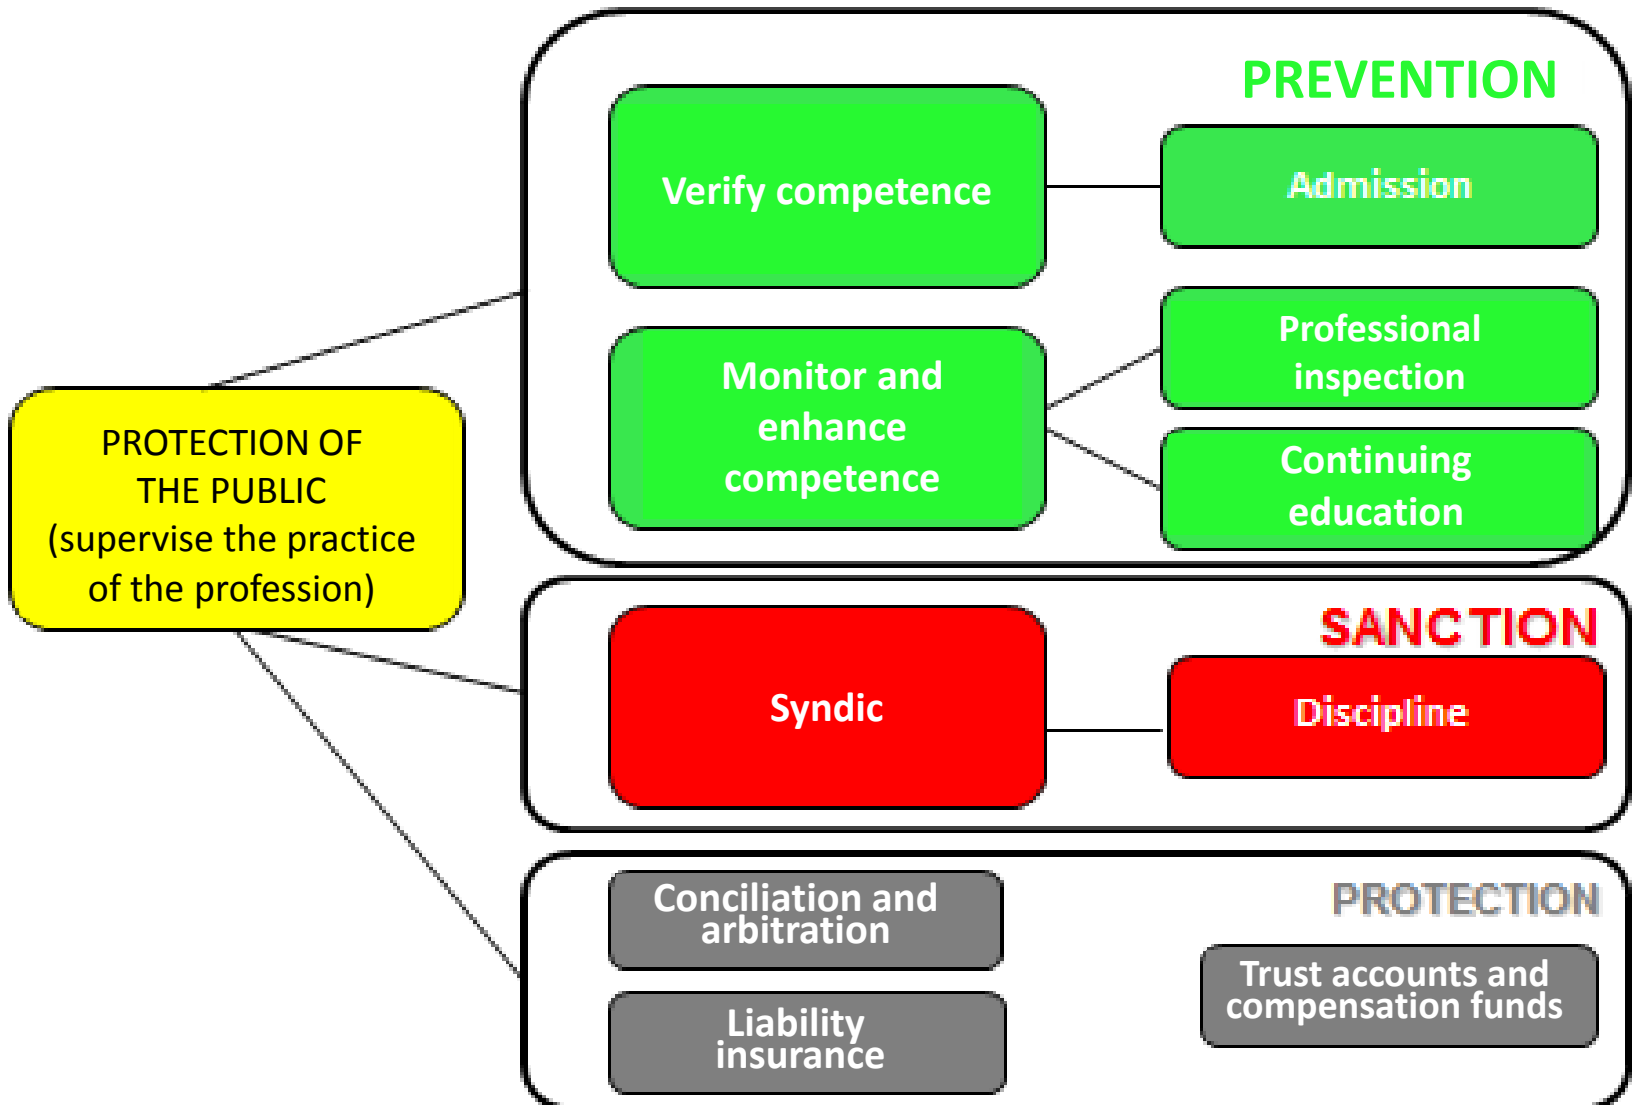 PREVENTION
Verify competence
Admission
Professional
inspection
Monitor and
enhance
competence
Continuing
education
PROTECTION OF
THE PUBLIC
(supervise the practice
of the profession)
SANCTION
Syndic
Discipline
PROTECTION
Conciliation and
arbitration
Trust accounts and
compensation funds
Liability
insurance